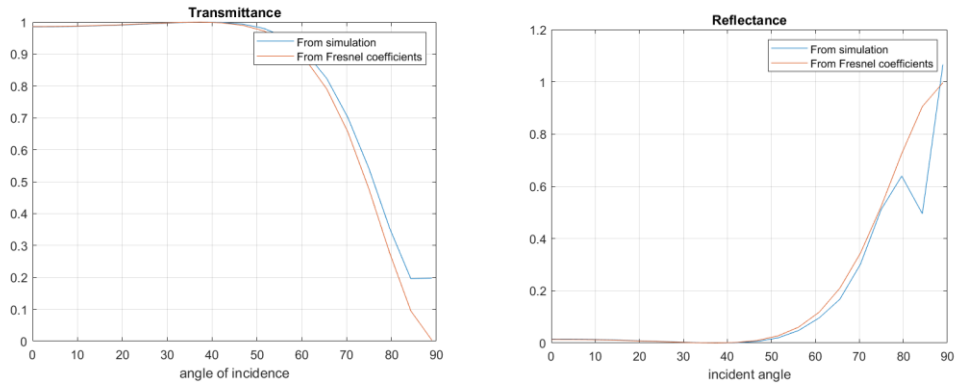 Transmittance
From simulation
From Fresnel coefficients
1
0.9
0.8
0.7
0.6
0.5
0.4
0.3
0.2
0.1
0
0 10 20 30 40 50 60 70 80 90
angle of incidence
Reflectance
From simulation
From Fresnel coefficients
1.2
1
0.8
0.6
0.4
0.2
0
0 10 20 30 40 50 60 70 80 90
incident angle